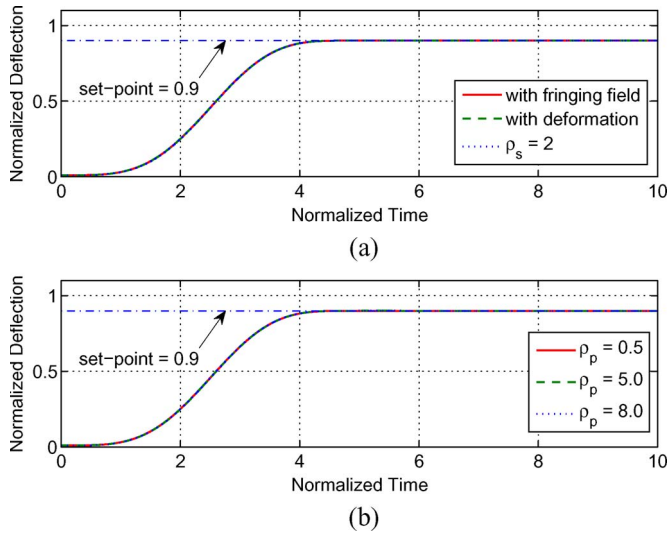 Normalized Deflection
1
0.5
0
set-point = 0.9
with fringing field
with deformation
ρs = 2
0 2 4 6 8 10
Normalized Time
(a)
Normalized Deflection
1
0.5
0
set-point = 0.9
ρp = 0.5
ρp = 5.0
ρp = 8.0
0 2 4 6 8 10
Normalized Time
(b)